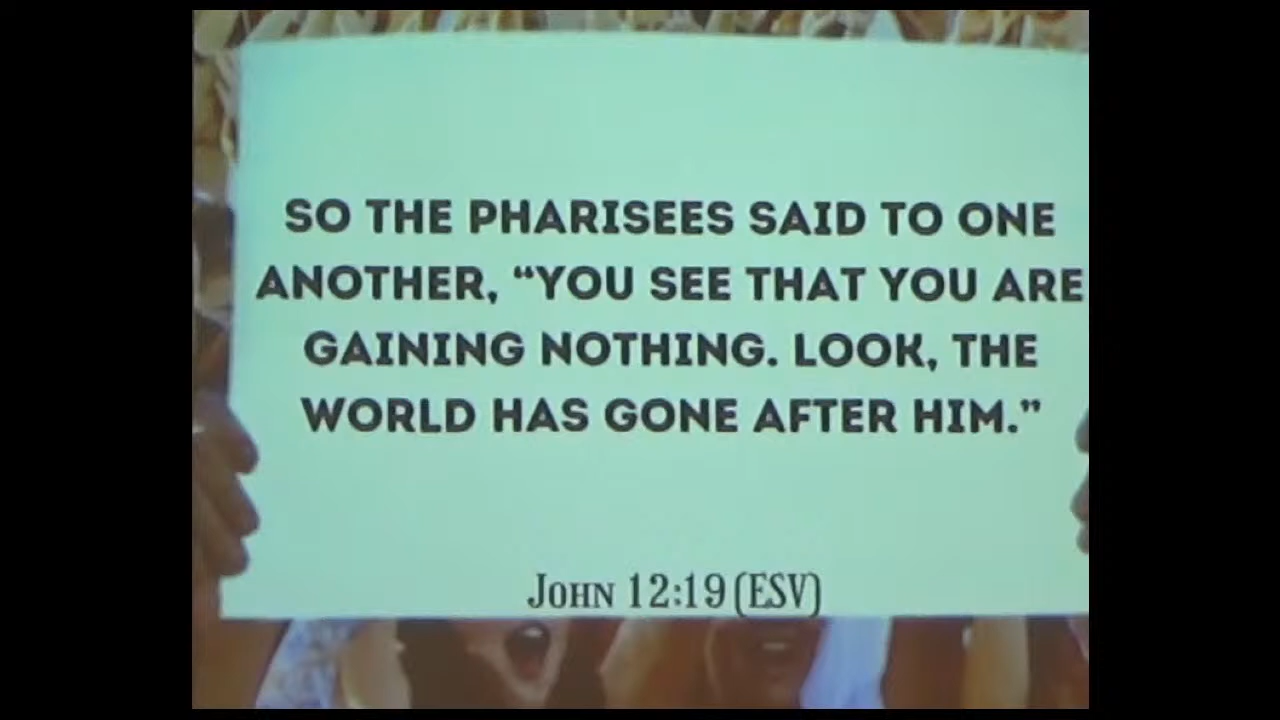 SO THE PHARISEES SAID TO ONE
ANOTHER, “YOU SEE THAT YOU ARE
GAINING NOTHING. LOOK, THE
WORLD HAS GONE AFTER HIM.”
JOHN 12:19 (ESV)